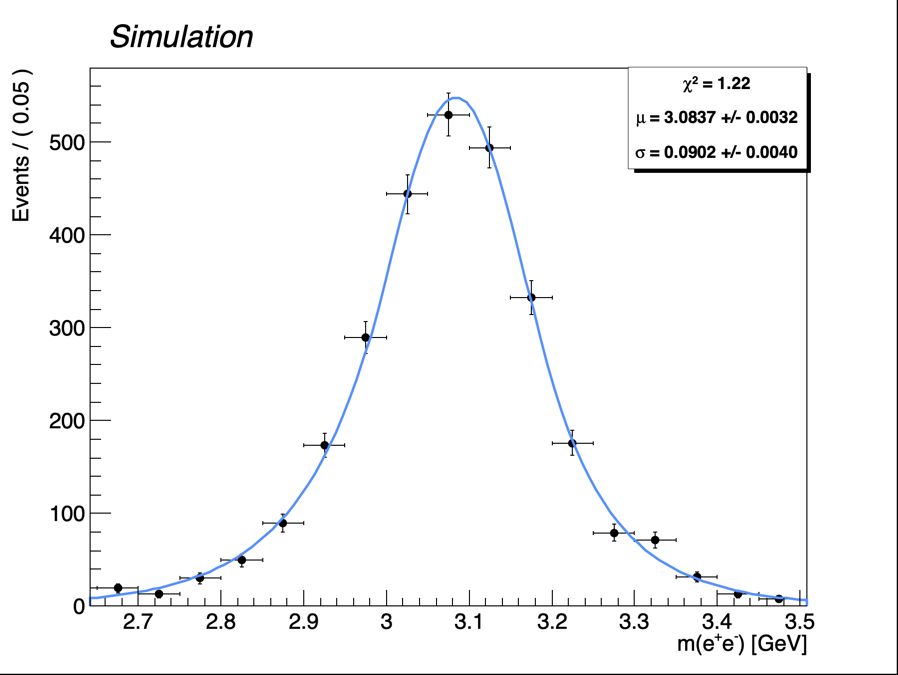 Simulation
Events / ( 0.05 )
χ² = 1.22
μ = 3.0837 +/- 0.0032
σ = 0.0902 +/- 0.0040
500
400
300
200
100
0
2.7 2.8 2.9 3 3.1 3.2 3.3 3.4 3.5
m(e⁺e⁻) [GeV]